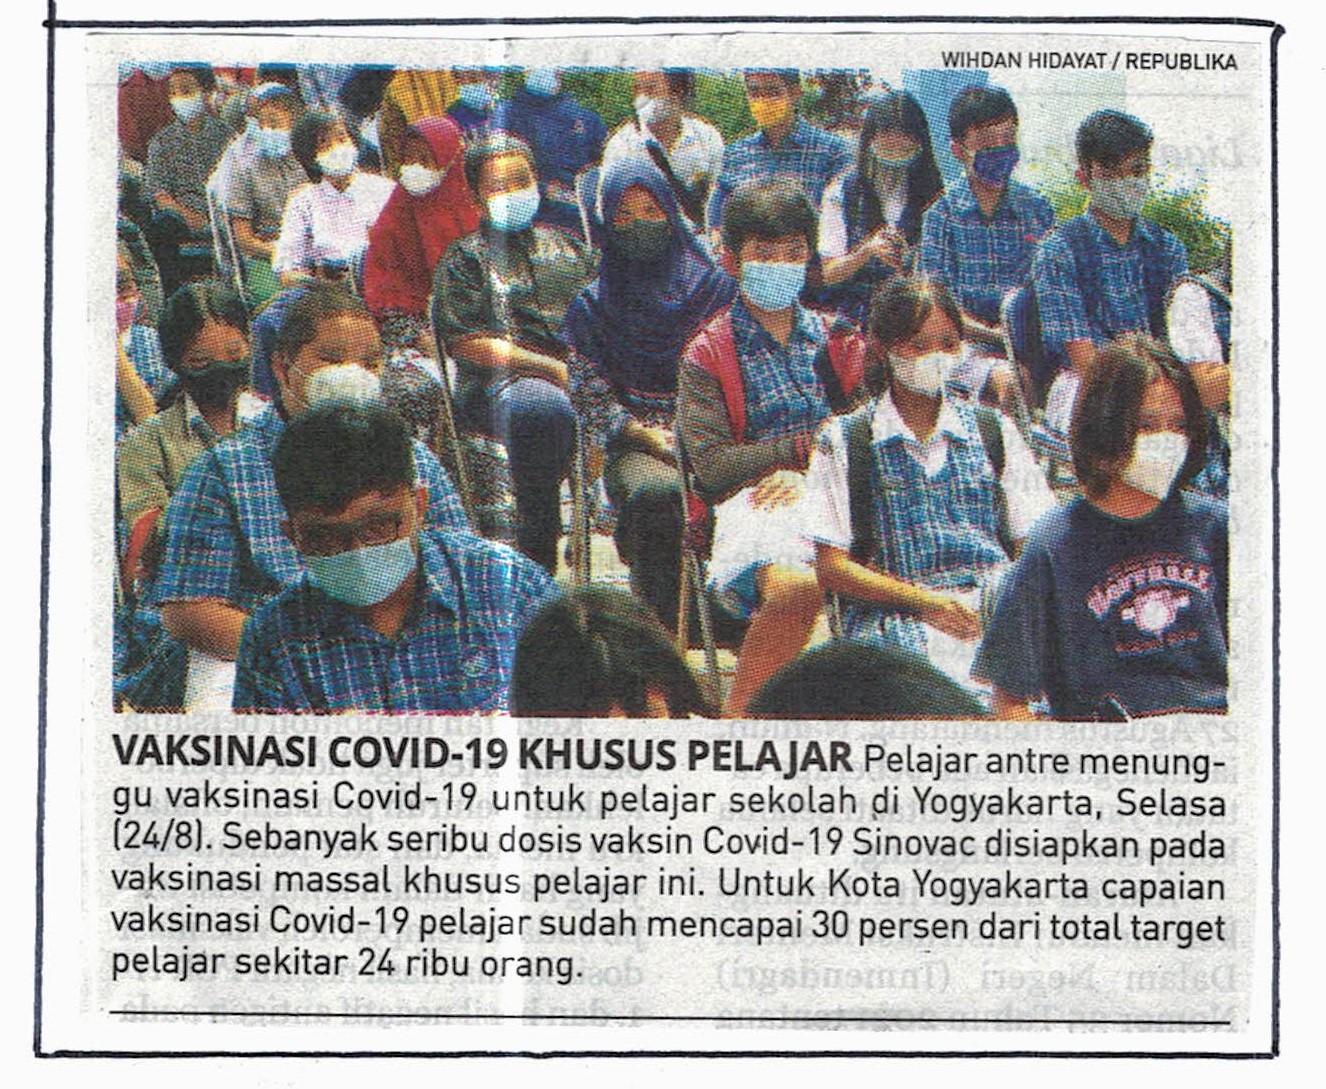 WIHDAN HIDAYAT / REPUBLIKA
VAKSINASI COVID-19 KHUSUS PELAJAR Pelajar antre menung-
gu vaksinasi Covid-19 untuk pelajar sekolah di Yogyakarta, Selasa
(24/8). Sebanyak seribu dosis vaksin Covid-19 Sinovac disiapkan pada
vaksinasi massal khusus pelajar ini. Untuk Kota Yogyakarta capaian
vaksinasi Covid-19 pelajar sudah mencapai 30 persen dari total target
pelajar sekitar 24 ribu orang.